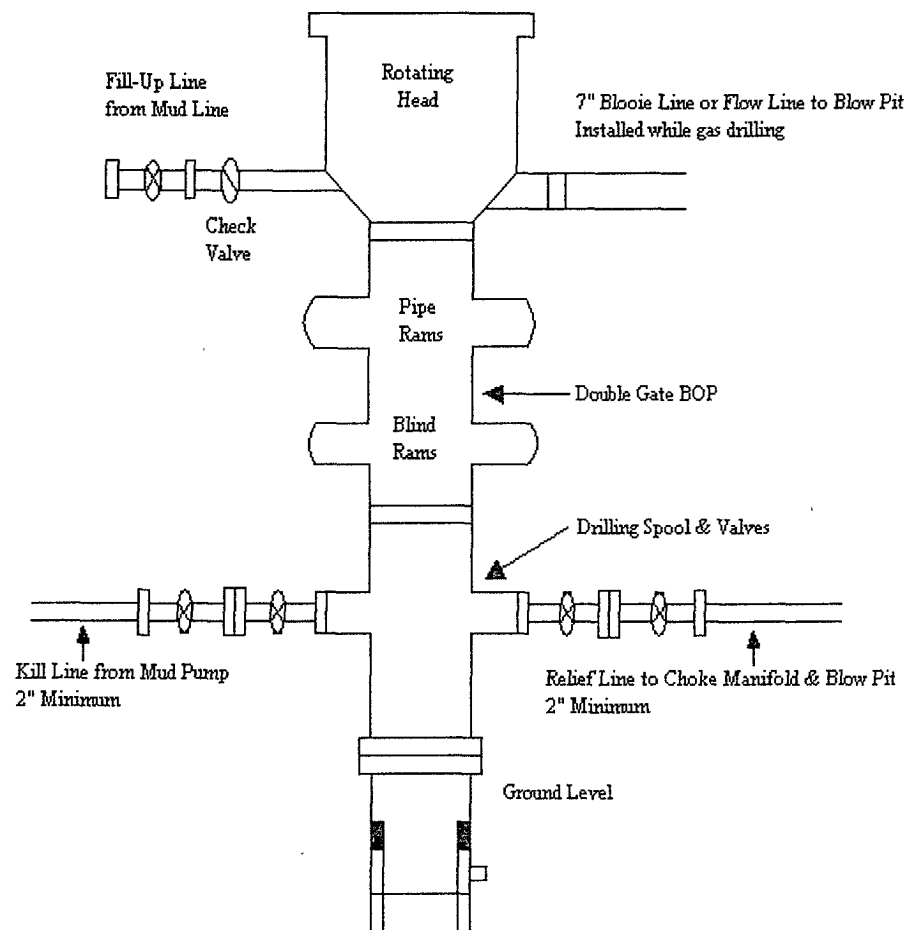 Rotating
Head
Fill-Up Line
from Mud Line
7" Blooie Line or Flow Line to Blow Pit
Installed while gas drilling
Check
Valve
Pipe
Rams
Double Gate BOP
Blind
Rams
Drilling Spool & Valves
Kill Line from Mud Pump
2" Minimum
Relief Line to Choke Manifold & Blow Pit
2" Minimum
Ground Level